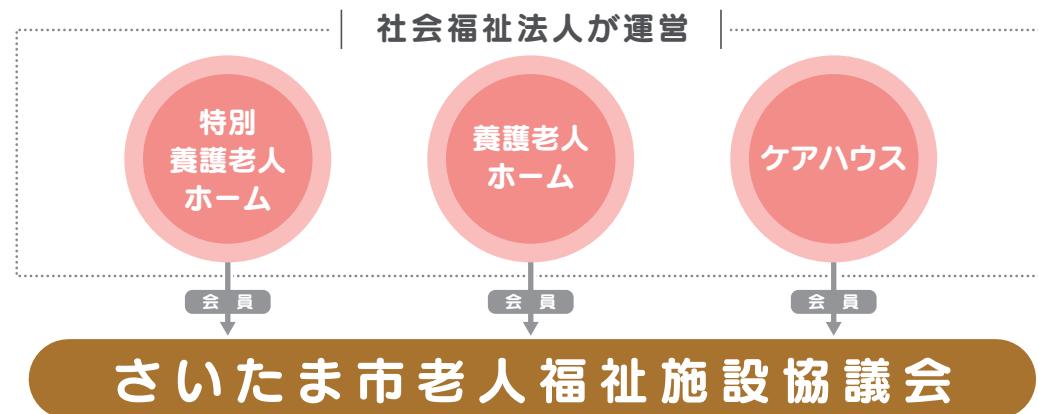 社会福祉法人が運営
特別
養護老人
ホーム
養護老人
ホーム
ケアハウス
会員
会員
会員
さいたま市老人福祉施設協議会